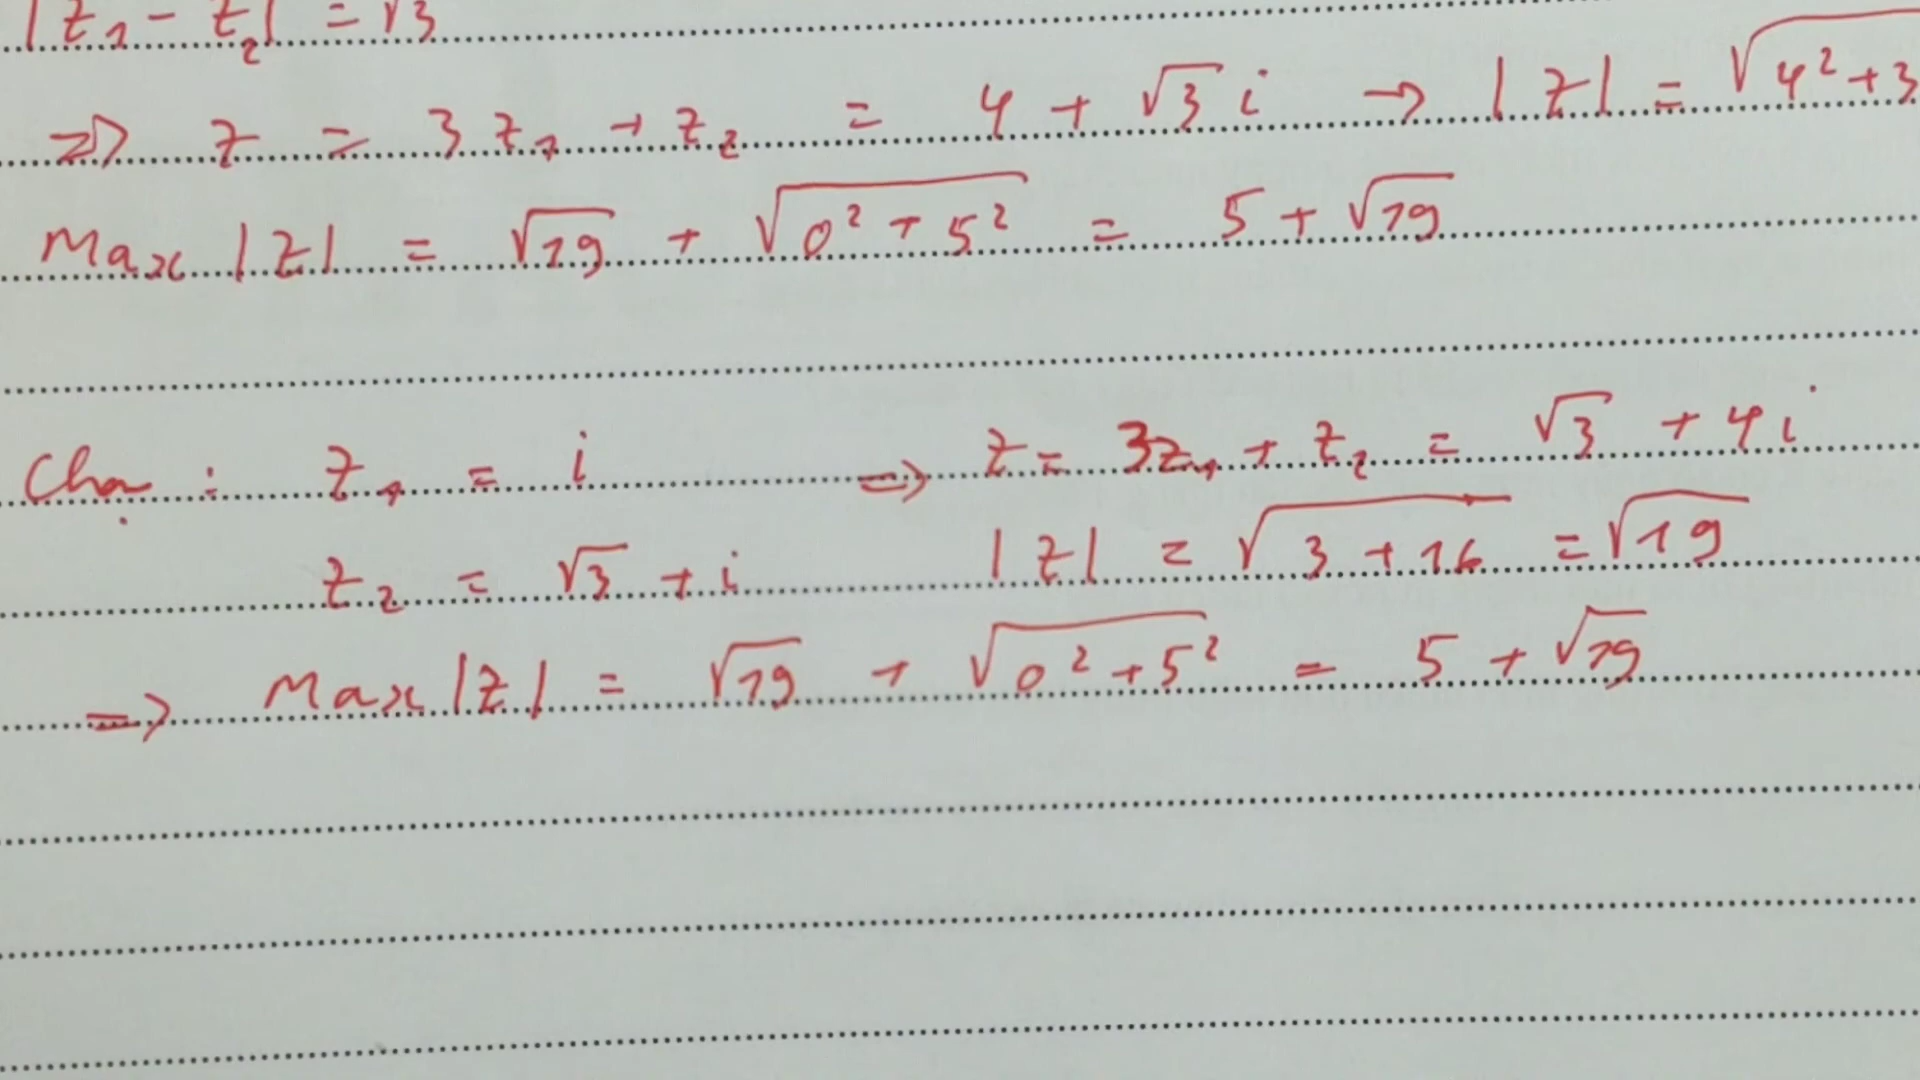 |z₁ - z₂| = √3
=> z = 3z₁ + z₂ = 4 + √3 i → |z| = √4² + 3
Max |z| = √19 + √0² + 5² = 5 + √19
Chọ : z₁ = i => z = 3z₁ + z₂ = √3 + 4i
z₂ = √3 + i |z| = √3 + 16 = √19
=> Max |z| = √19 + √0² + 5² = 5 + √19